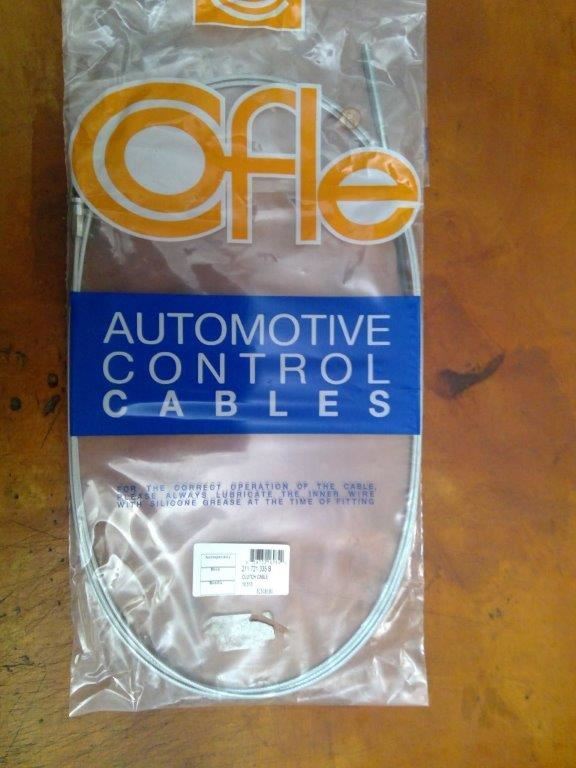 Cofle
AUTOMOTIVE
CONTROL
CABLES
FOR THE CORRECT OPERATION OF THE CABLE,
PLEASE ALWAYS LUBRICATE THE INNER WIRE
WITH SILICONE GREASE AT THE TIME OF FITTING
211 721 335 B
CLUTCH CABLE